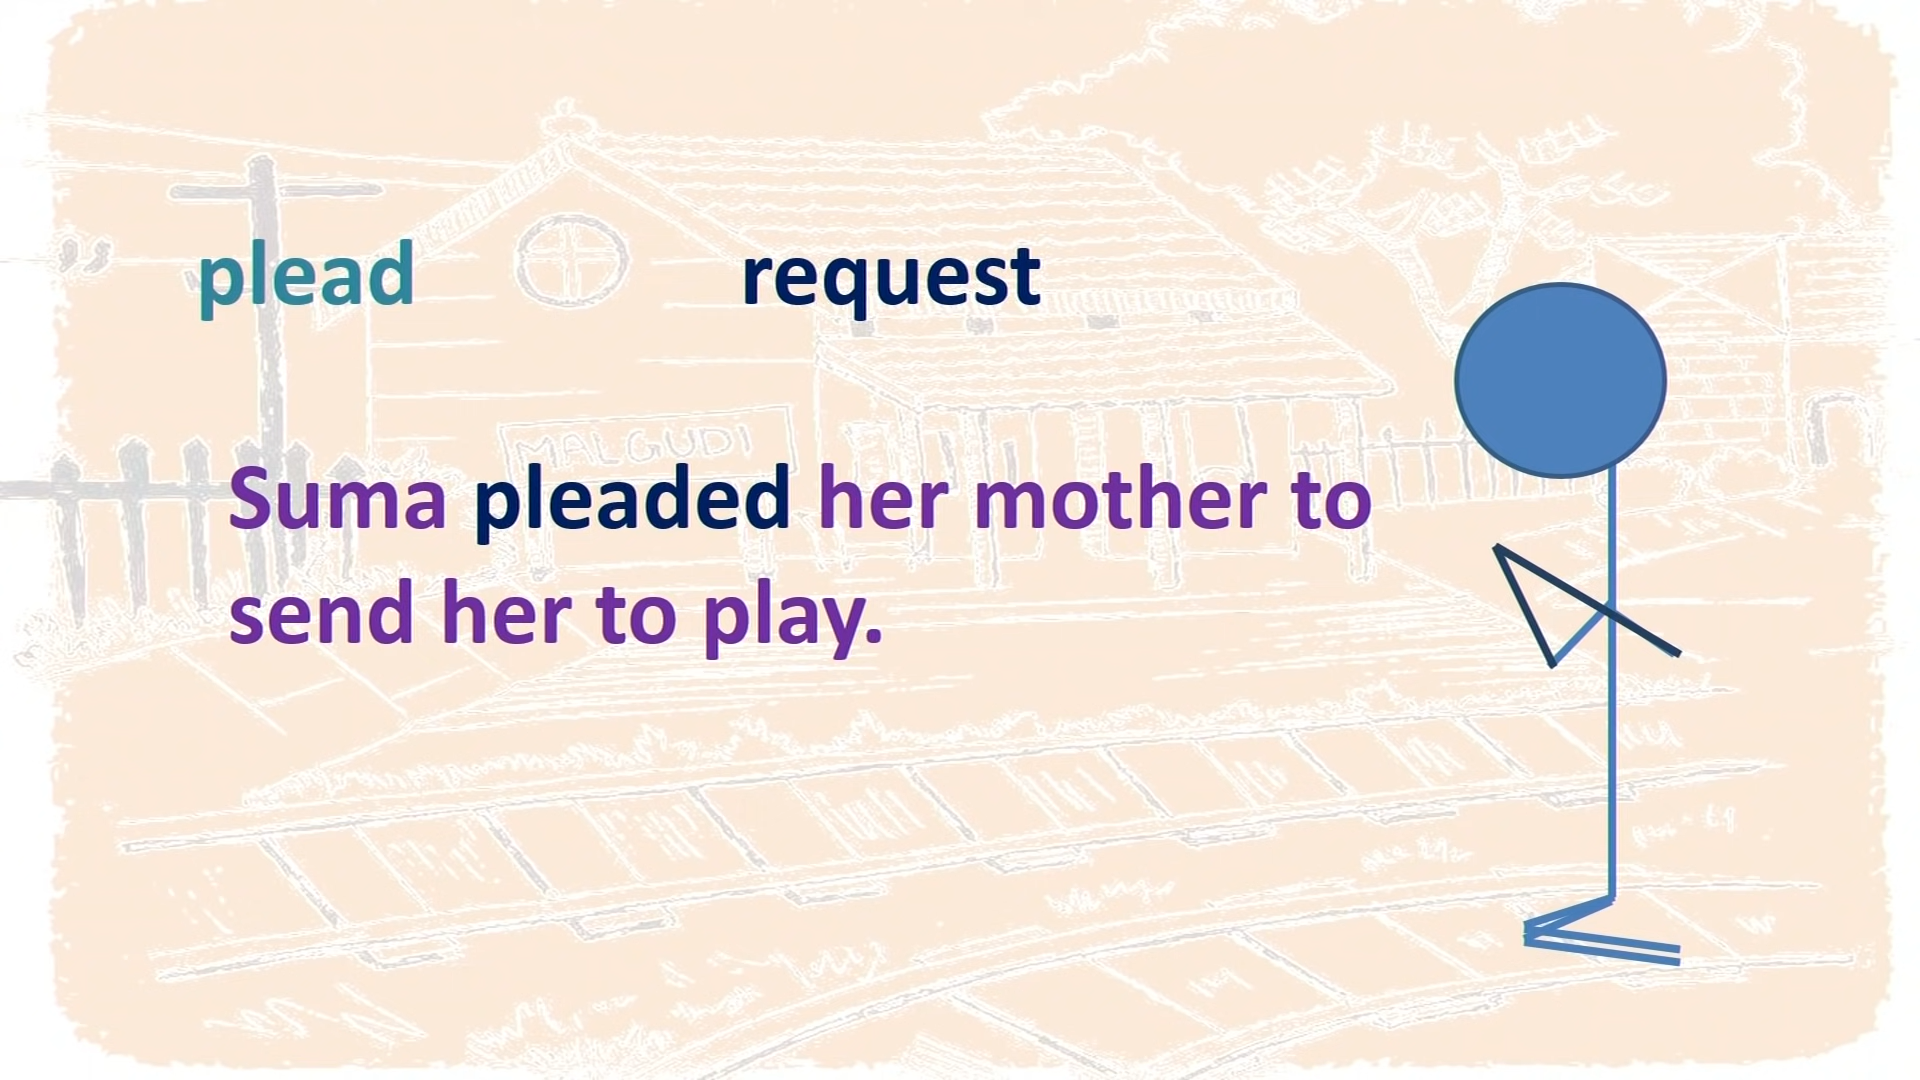 plead request
MALGUDI
Suma pleaded her mother to
send her to play.